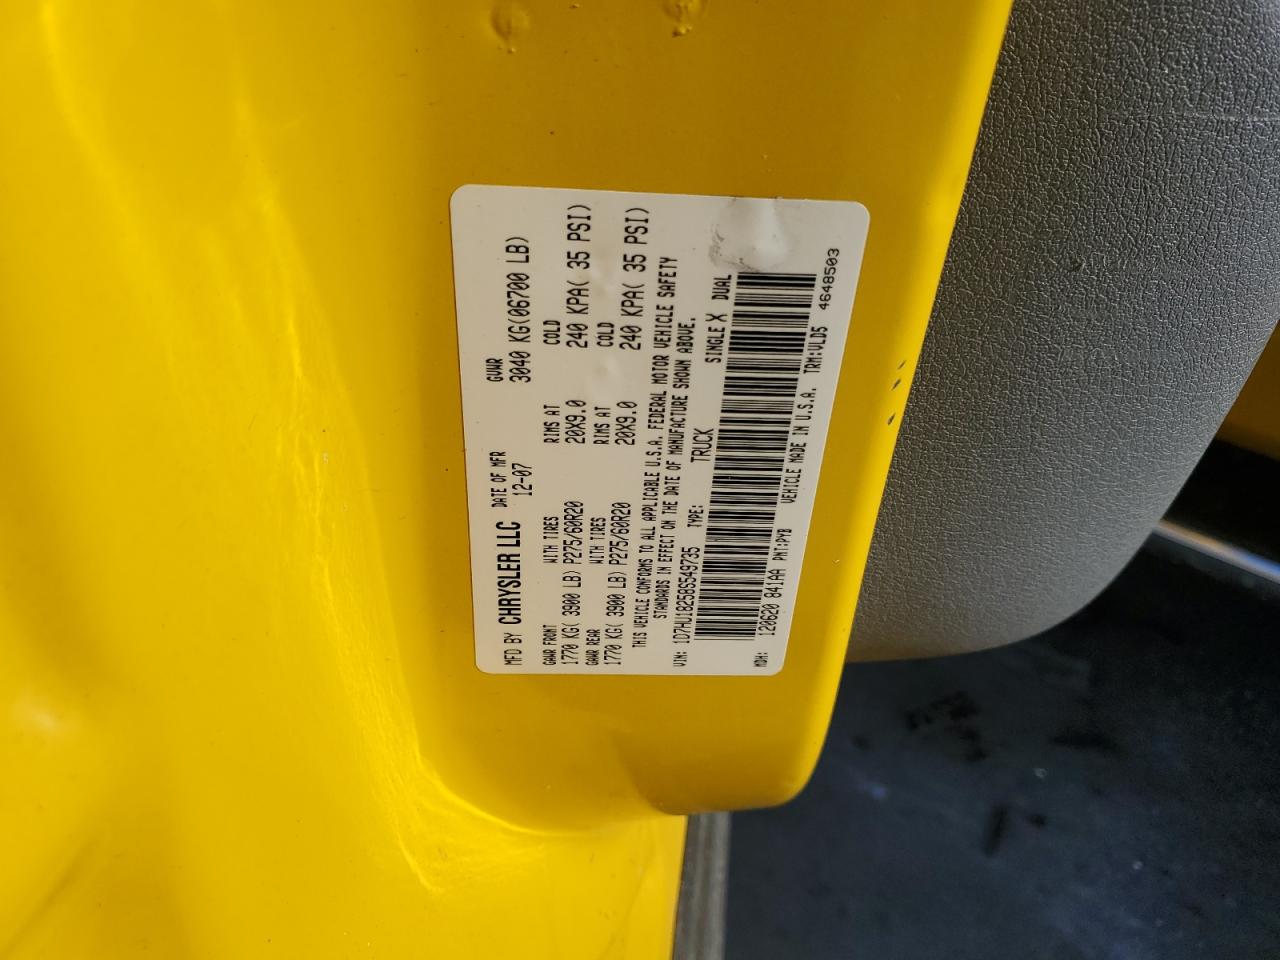 MFD BY CHRYSLER LLC DATE OF MFR GVWR
12-07 3040 KG(06700 LB)
GAWR FRONT WITH TIRES RIMS AT COLD
1770 KG( 3900 LB) P275/60R20 20X9.0 240 KPA( 35 PSI)
GAWR REAR WITH TIRES RIMS AT COLD
1770 KG( 3900 LB) P275/60R20 20X9.0 240 KPA( 35 PSI)
THIS VEHICLE CONFORMS TO ALL APPLICABLE U.S.A. FEDERAL MOTOR VEHICLE SAFETY
STANDARDS IN EFFECT ON THE DATE OF MANUFACTURE SHOWN ABOVE.
VIN: 1D7HU18258S549735 TYPE: TRUCK SINGLE X DUAL
MDH: 120620 841AA PNT:PYB VEHICLE MADE IN U.S.A. TRM:VLD5 4648503